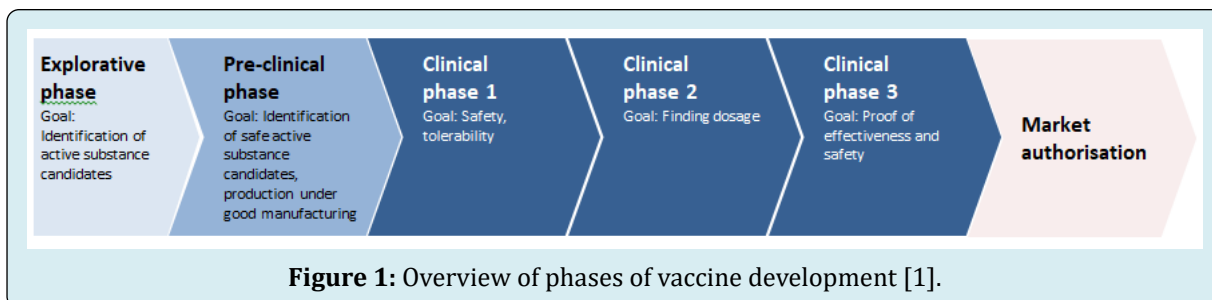 Explorative
phase
Goal:
Identification of
active substance
candidates
Pre-clinical
phase
Goal: Identification
of safe active
substance
candidates,
production under
good manufacturing
Clinical
phase 1
Goal: Safety,
tolerability
Clinical
phase 2
Goal: Finding dosage
Clinical
phase 3
Goal: Proof of
effectiveness and
safety
Market
authorisation
Figure 1: Overview of phases of vaccine development [1].